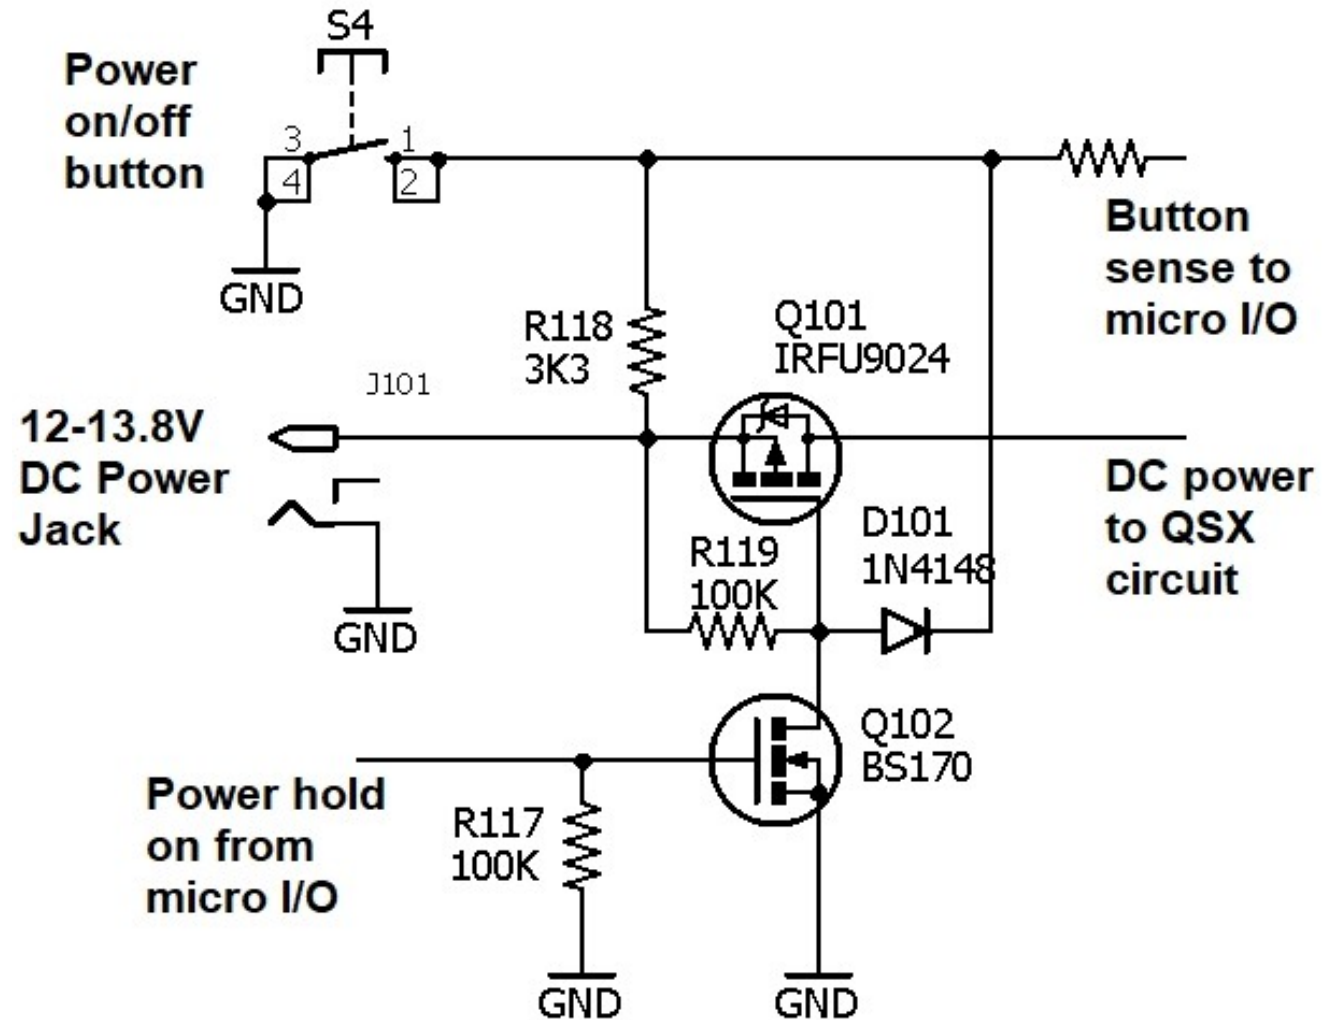 S4
Power
on/off
button
3
1
4
2
GND
Button
sense to
micro I/O
R118
3K3
Q101
IRFU9024
J101
12-13.8V
DC Power
Jack
DC power
to QSX
circuit
D101
1N4148
R119
100K
GND
Q102
BS170
Power hold
on from
micro I/O
R117
100K
GND
GND